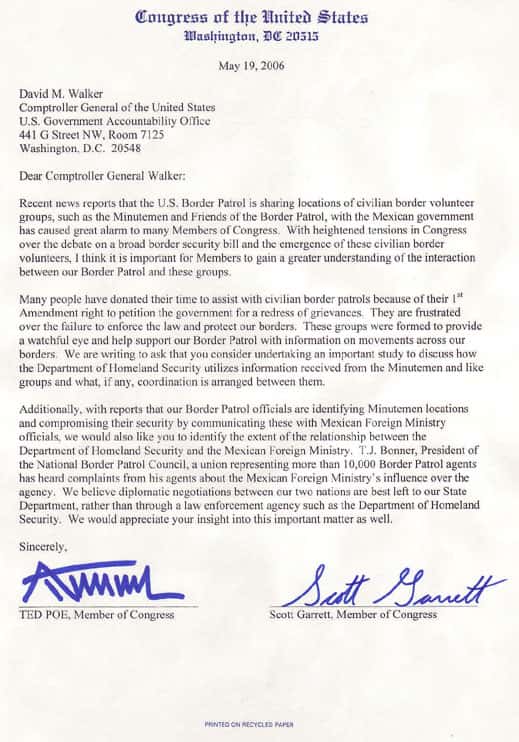 Congress of the United States
Washington, DC 20515
May 19, 2006
David M. Walker
Comptroller General of the United States
U.S. Government Accountability Office
441 G Street NW, Room 7125
Washington, D.C. 20548
Dear Comptroller General Walker:
Recent news reports that the U.S. Border Patrol is sharing locations of civilian border volunteer
groups, such as the Minutemen and Friends of the Border Patrol, with the Mexican government
has caused great alarm to many Members of Congress. With heightened tensions in Congress
over the debate on a broad border security bill and the emergence of these civilian border
volunteers, I think it is important for Members to gain a greater understanding of the interaction
between our Border Patrol and these groups.
Many people have donated their time to assist with civilian border patrols because of their 1st
Amendment right to petition the government for a redress of grievances. They are frustrated
over the failure to enforce the law and protect our borders. These groups were formed to provide
a watchful eye and help support our Border Patrol with information on movements across our
borders. We are writing to ask that you consider undertaking an important study to discuss how
the Department of Homeland Security utilizes information received from the Minutemen and like
groups and what, if any, coordination is arranged between them.
Additionally, with reports that our Border Patrol officials are identifying Minutemen locations
and compromising their security by communicating these with Mexican Foreign Ministry
officials, we would also like you to identify the extent of the relationship between the
Department of Homeland Security and the Mexican Foreign Ministry. T.J. Bonner, President of
the National Border Patrol Council, a union representing more than 10,000 Border Patrol agents
has heard complaints from his agents about the Mexican Foreign Ministry's influence over the
agency. We believe diplomatic negotiations between our two nations are best left to our State
Department, rather than through a law enforcement agency such as the Department of Homeland
Security. We would appreciate your insight into this important matter as well.
Sincerely,
Scott Garrett
TED POE, Member of Congress
Scott Garrett, Member of Congress
PRINTED ON RECYCLED PAPER